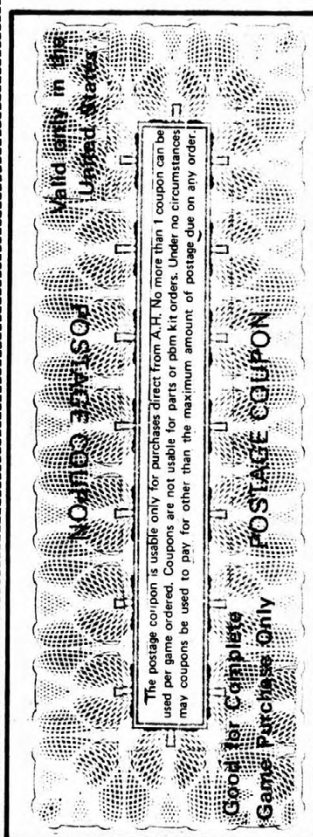 Valid only in the
United States
POSTAGE COUPON
The postage coupon is usable only for purchases direct from A.H. No more than 1 coupon can be
used per game ordered. Coupons are not usable for parts or pbm kit orders. Under no circumstances
may coupons be used to pay for other than the maximum amount of postage due on any order.
Good for Complete
Game Purchase Only
POSTAGE COUPON